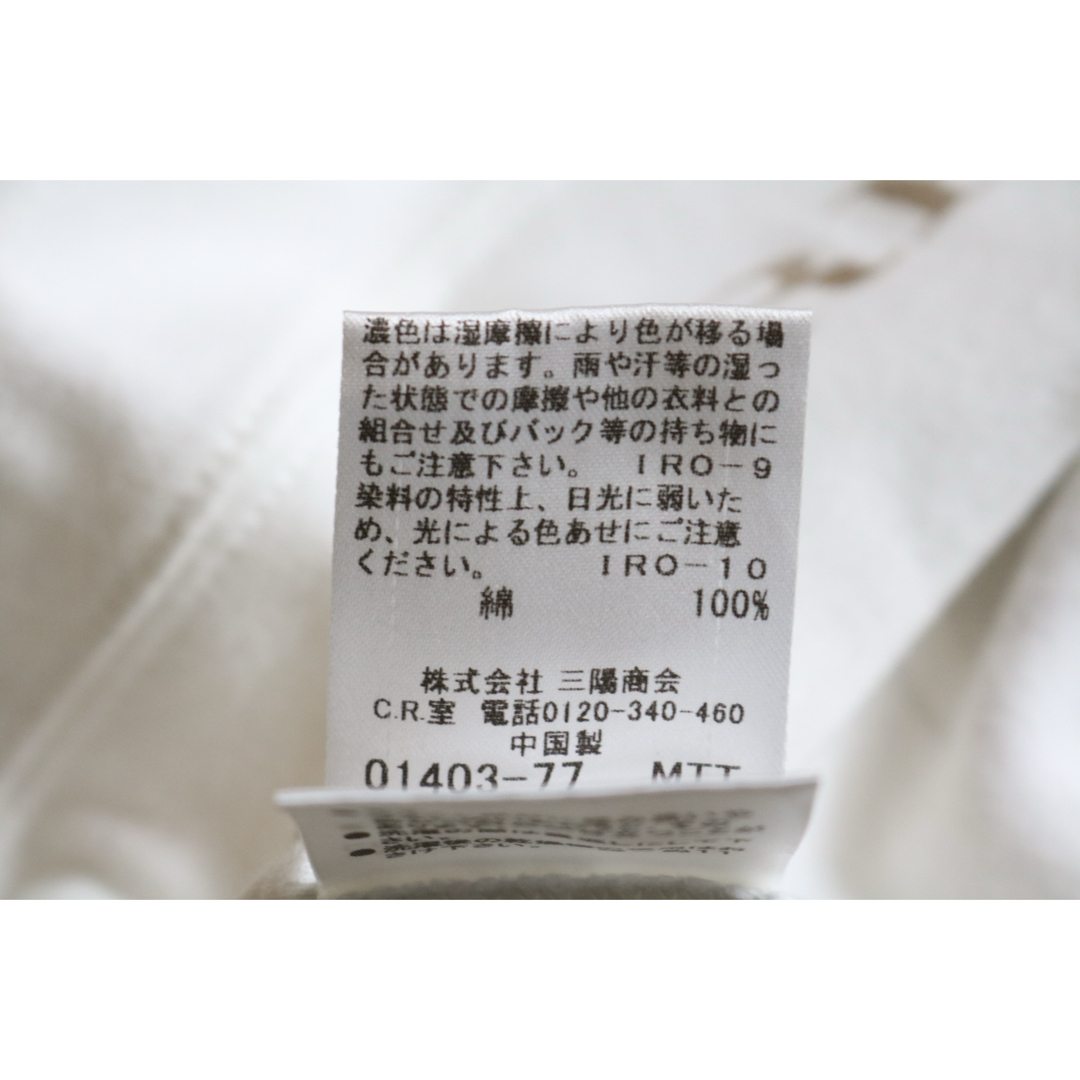 濃色は湿摩擦により色が移る場
合があります。雨や汗等の湿っ
た状態での摩擦や他の衣料との
組合せ及びバック等の持ち物に
もご注意下さい。 IRO-9
染料の特性上、日光に弱いた
め、光による色あせにご注意
ください。 IRO-10
綿 100%
株式会社 三陽商会
C.R.室 電話0120-340-460
中国製
01403-77 MTT